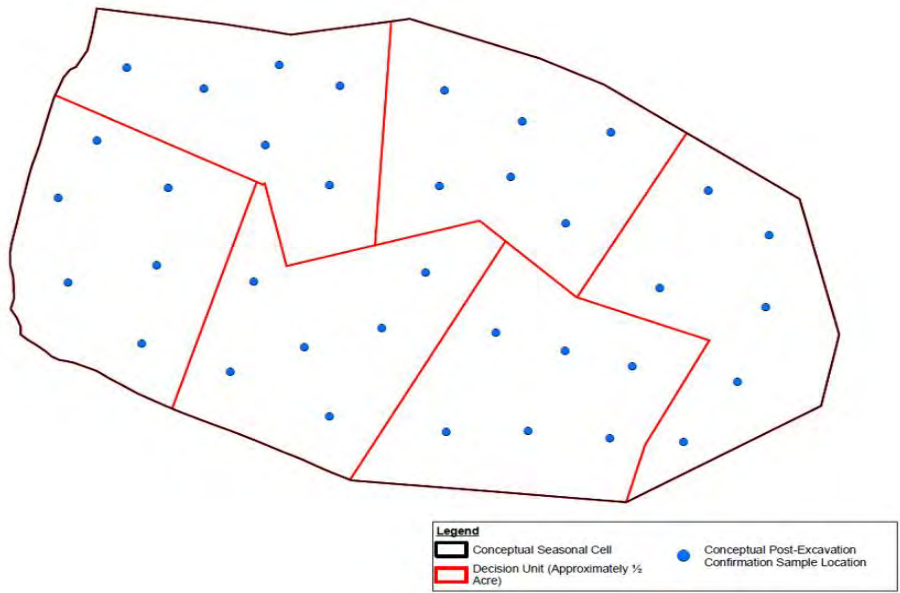 Legend
Conceptual Seasonal Cell
Decision Unit (Approximately ½
Acre)
Conceptual Post-Excavation
Confirmation Sample Location